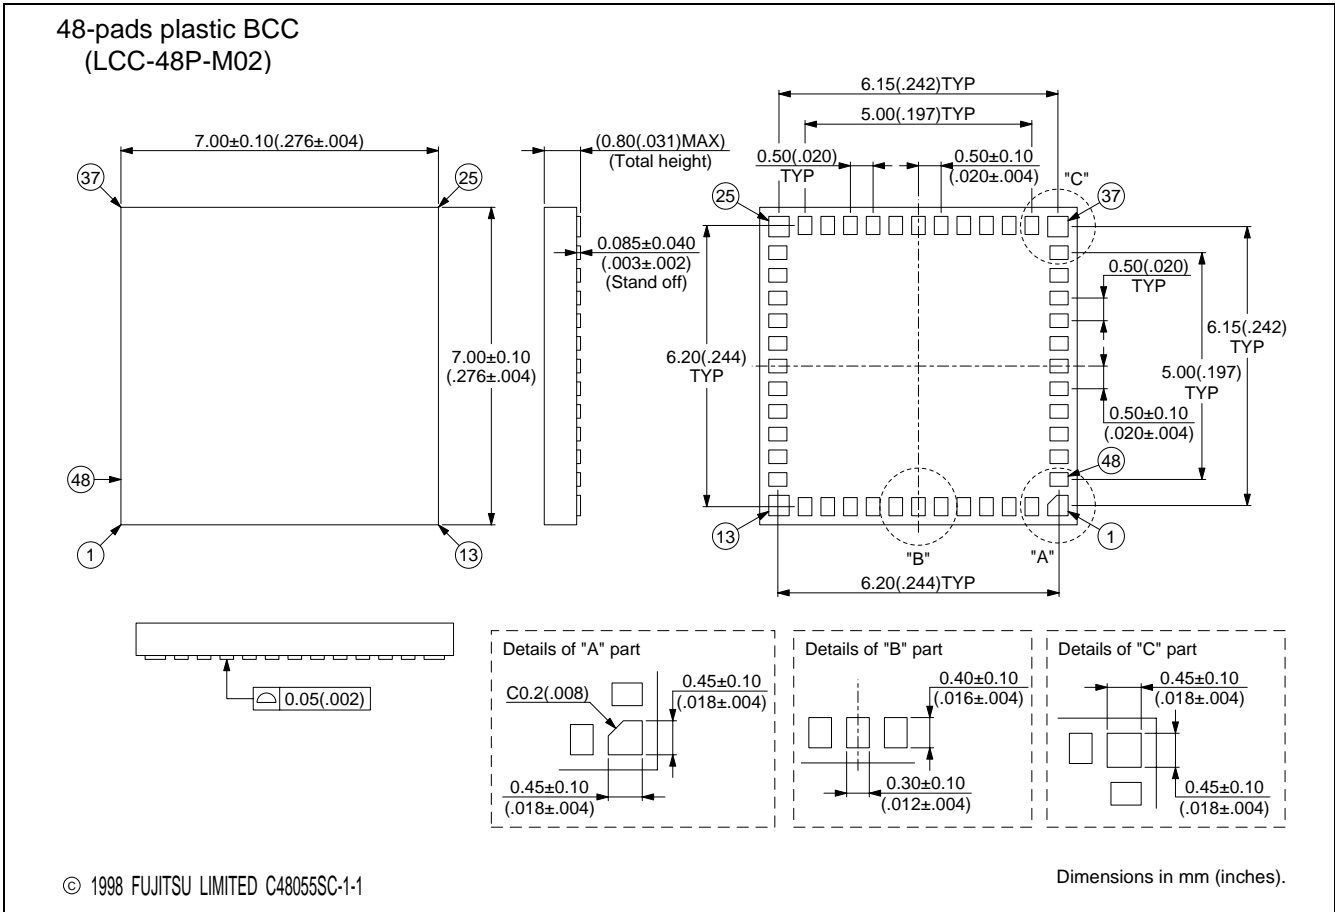 48-pads plastic BCC
(LCC-48P-M02)
7.00±0.10(.276±.004)
37
25
7.00±0.10
(.276±.004)
48
1
13
(0.80(.031)MAX)
(Total height)
0.085±0.040
(.003±.002)
(Stand off)
6.15(.242)TYP
5.00(.197)TYP
0.50(.020)
TYP
0.50±0.10
(.020±.004)
"C"
25
37
0.50(.020)
TYP
6.15(.242)
TYP
6.20(.244)
TYP
5.00(.197)
TYP
0.50±0.10
(.020±.004)
48
13
"B"
"A"
1
6.20(.244)TYP
0.05(.002)
Details of "A" part
C0.2(.008)
0.45±0.10
(.018±.004)
0.45±0.10
(.018±.004)
Details of "B" part
0.40±0.10
(.016±.004)
0.30±0.10
(.012±.004)
Details of "C" part
0.45±0.10
(.018±.004)
0.45±0.10
(.018±.004)
© 1998 FUJITSU LIMITED C48055SC-1-1
Dimensions in mm (inches).